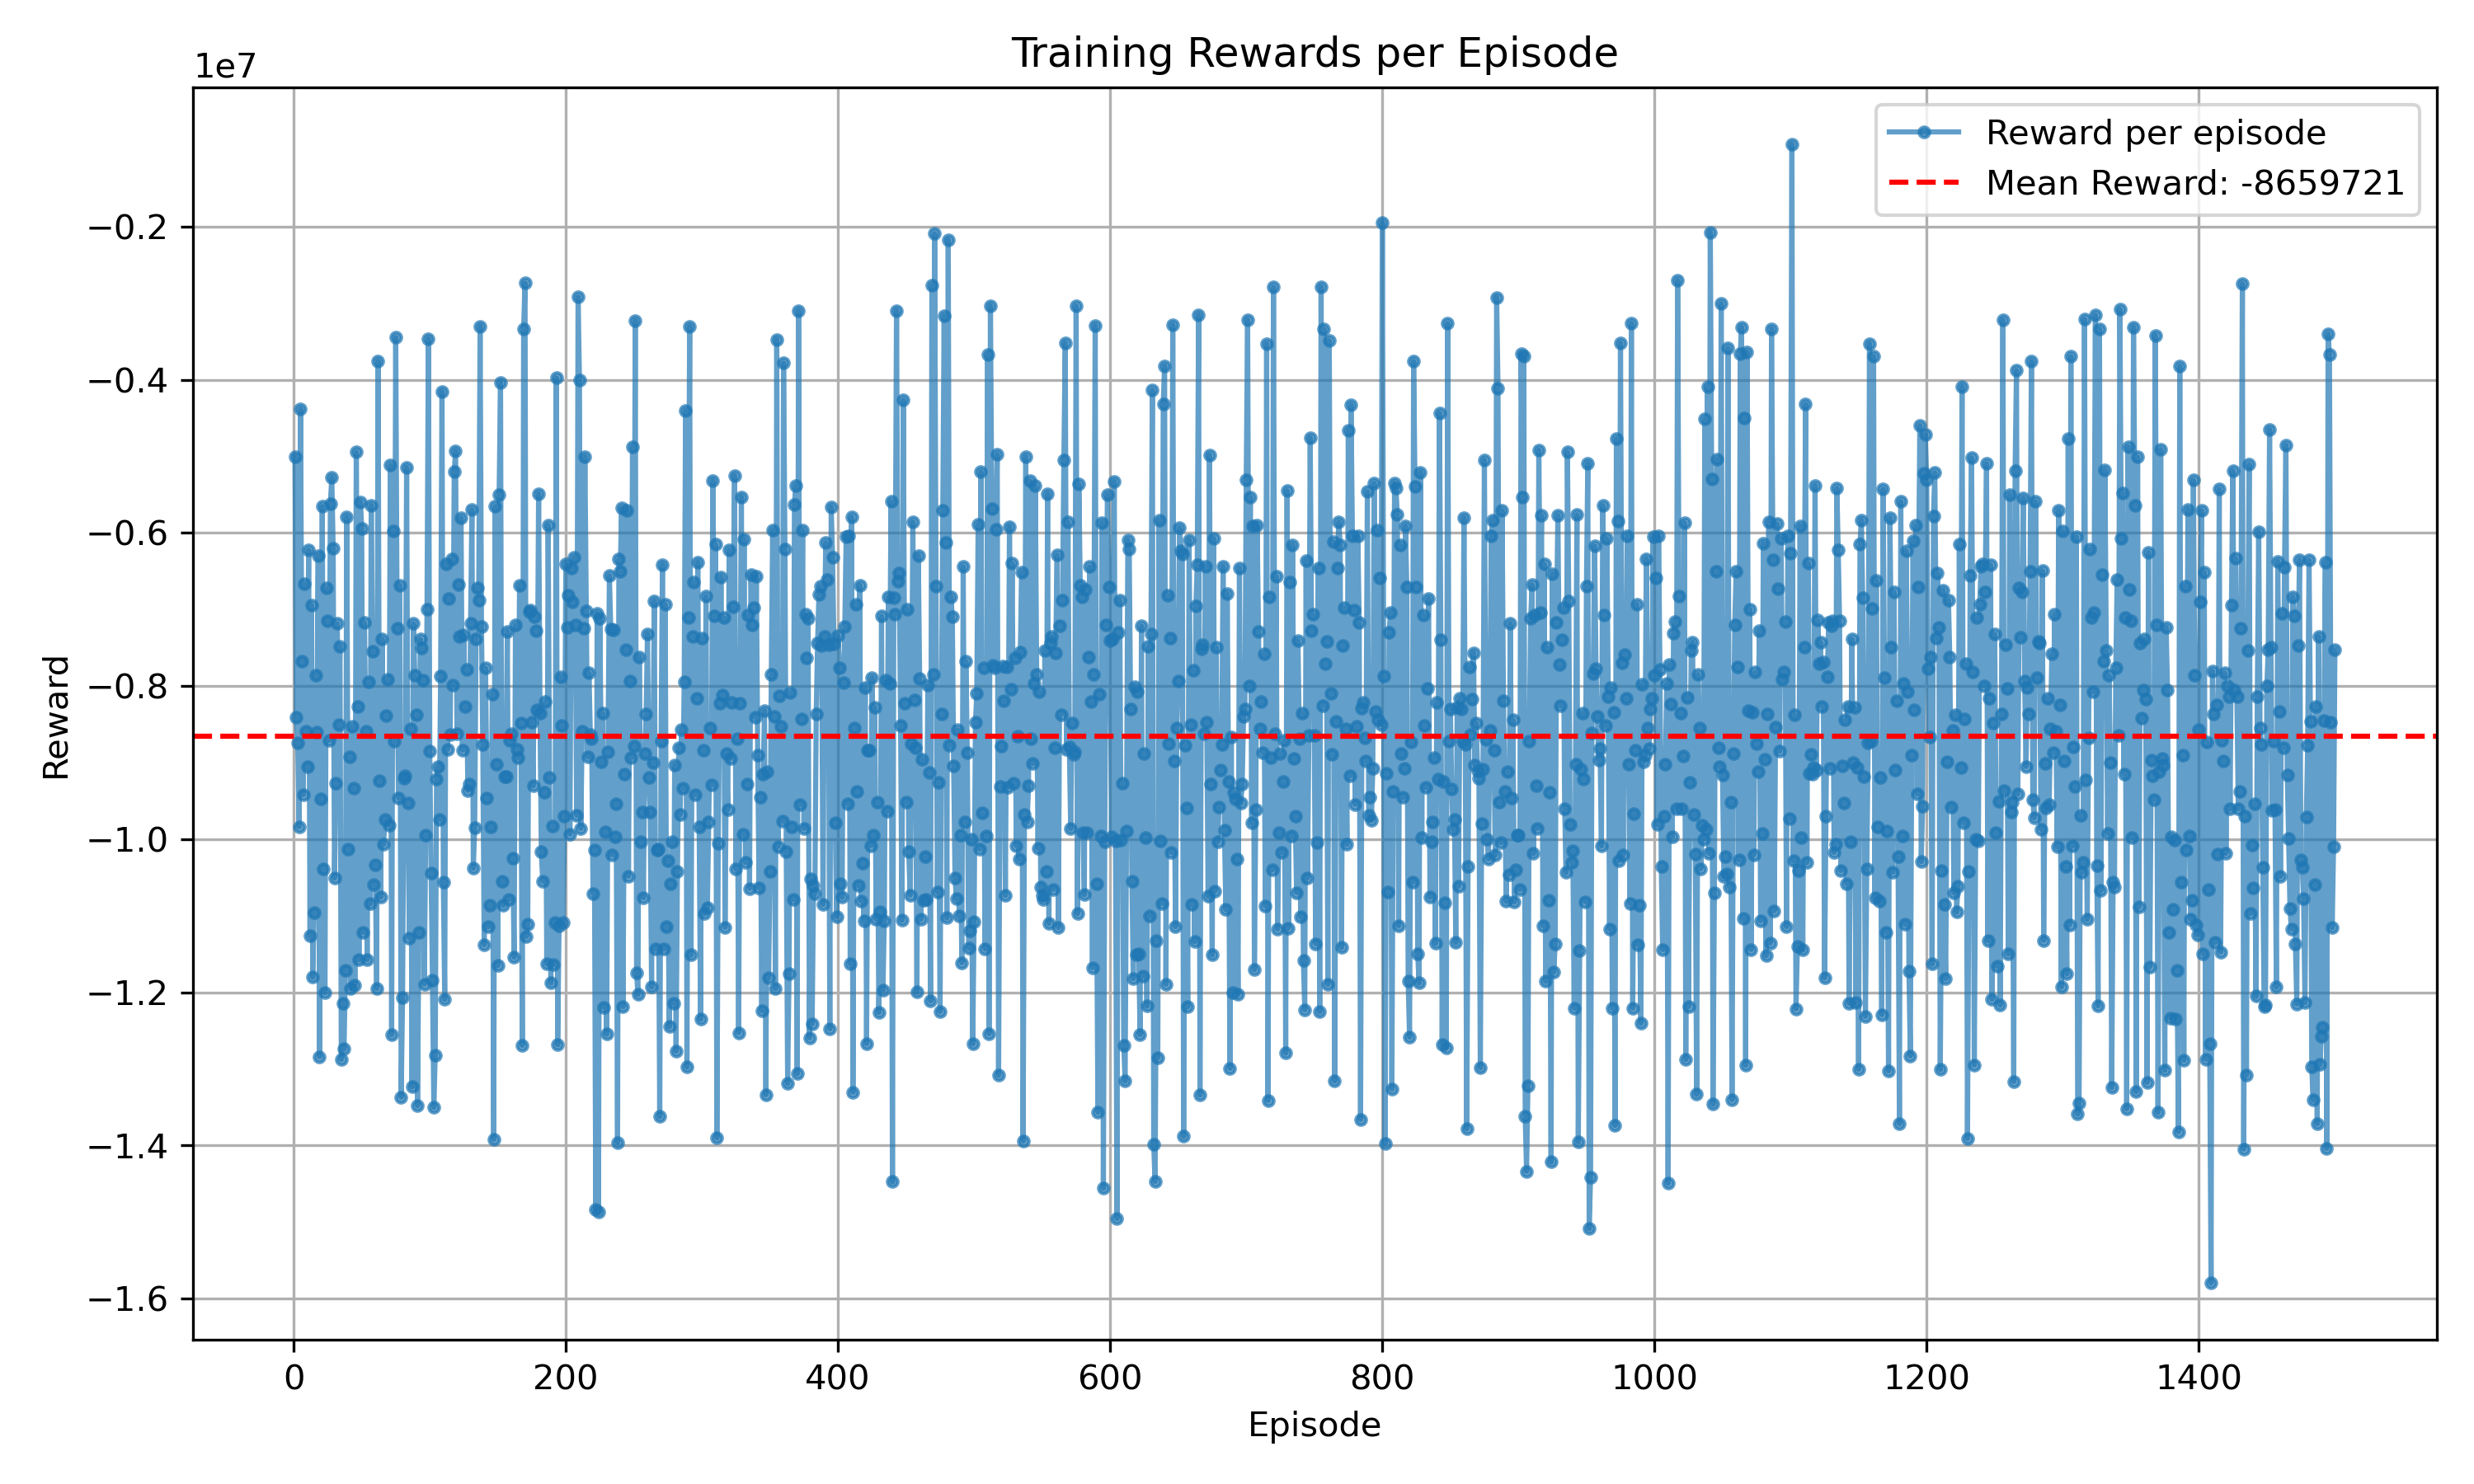 Training Rewards per Episode
1e7
Reward per episode
Mean Reward: -8659721
−0.2
−0.4
−0.6
−0.8
−1.0
−1.2
−1.4
−1.6
Reward
0 200 400 600 800 1000 1200 1400
Episode